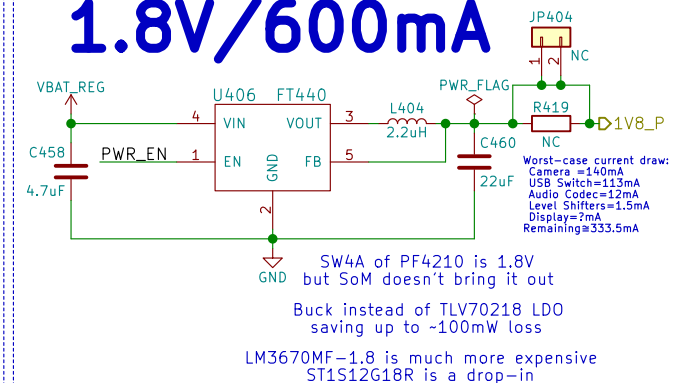 1.8V/600mA
JP404
1
2
NC
VBAT_REG
U406 FT440
PWR_FLAG
4 VIN VOUT 3
L404
2.2uH
R419
NC
1V8_P
C458
4.7uF
PWR_EN 1 EN FB 5
GND
2
C460
22uF
Worst-case current draw:
Camera =140mA
USB Switch=113mA
Audio Codec=12mA
Level Shifters=1.5mA
Display=?mA
Remaining≅333.5mA
GND
SW4A of PF4210 is 1.8V
but SoM doesn't bring it out
Buck instead of TLV70218 LDO
saving up to ~100mW loss
LM3670MF-1.8 is much more expensive
ST1S12G18R is a drop-in